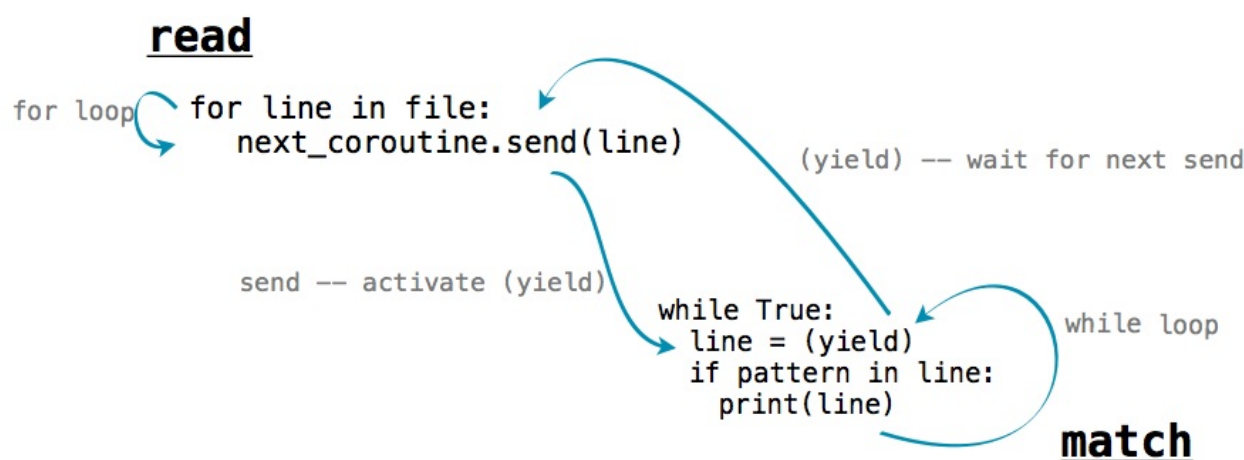 read
for loop
for line in file:
next_coroutine.send(line)
(yield) -- wait for next send
send -- activate (yield)
while True:
line = (yield)
if pattern in line:
print(line)
while loop
match